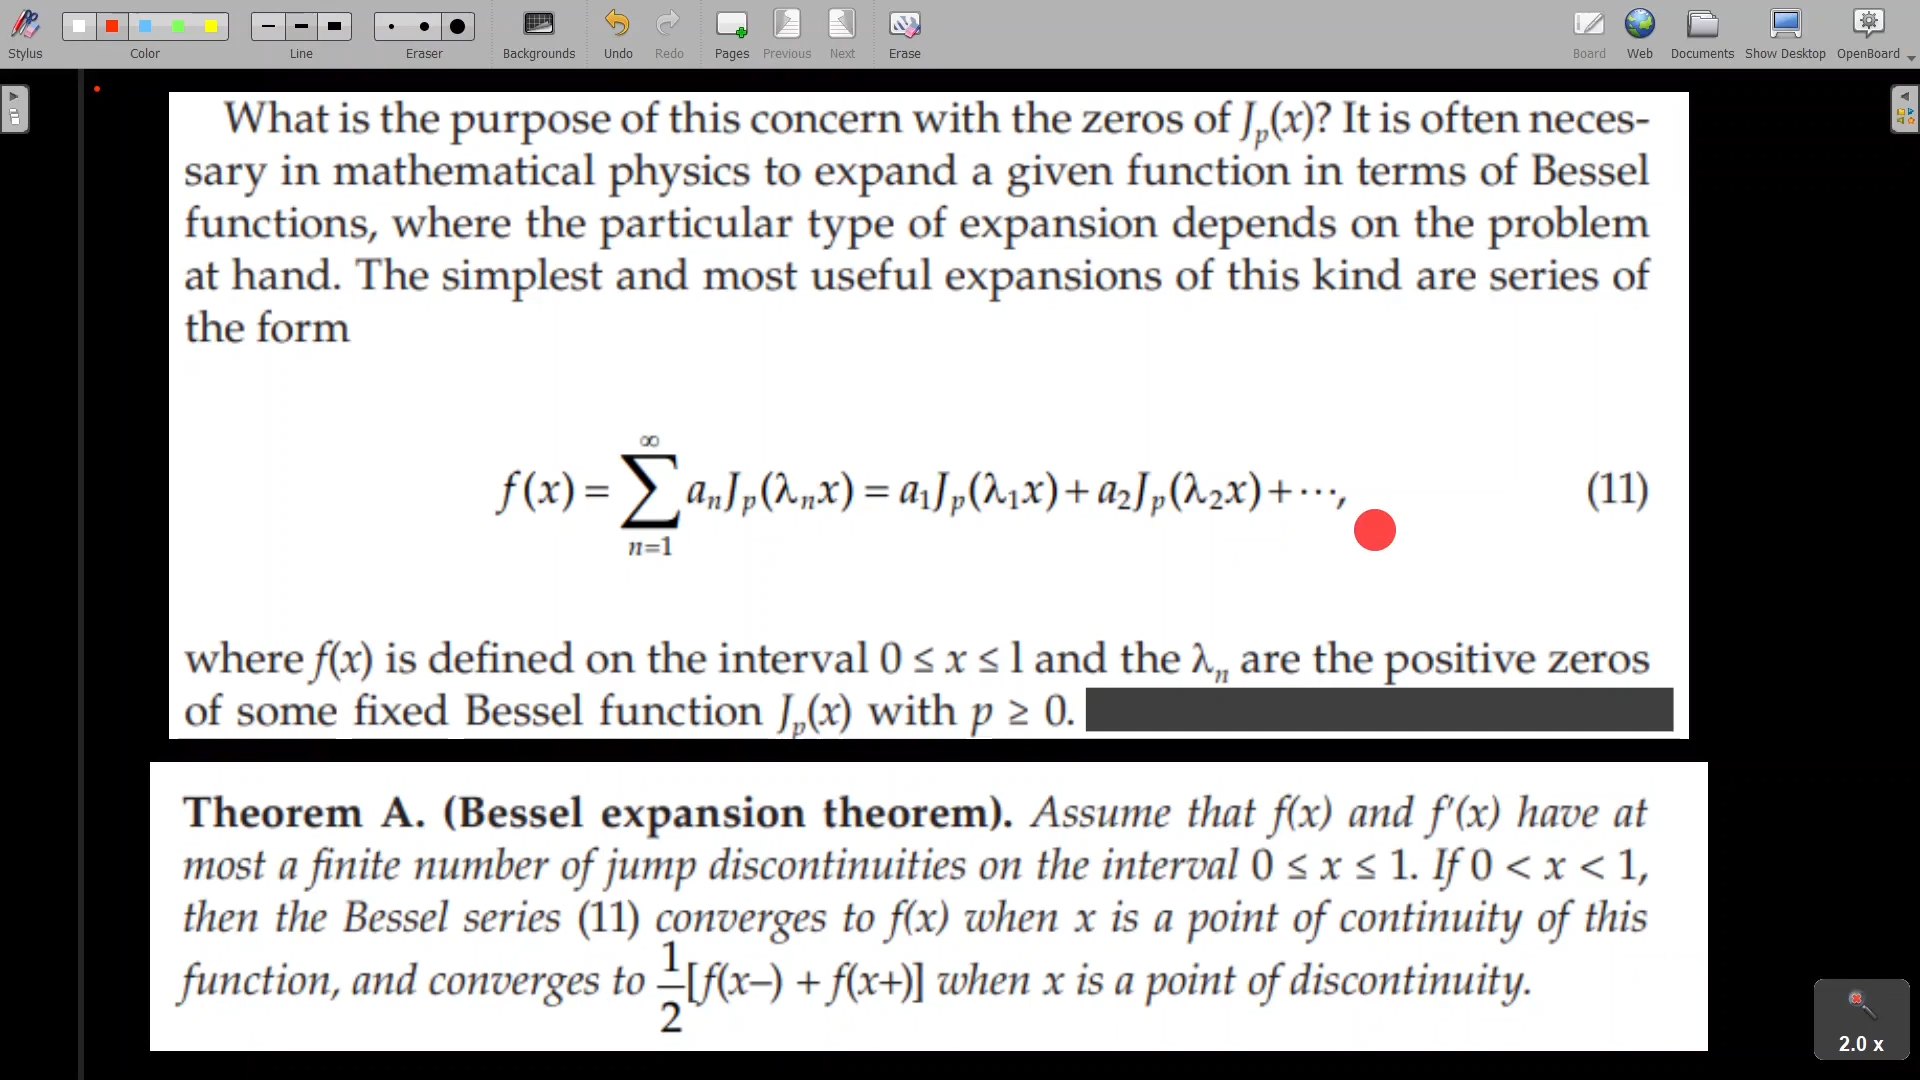 Stylus
Color
Line
Eraser
Backgrounds
Undo
Redo
Pages
Previous
Next
Erase
Board
Web
Documents
Show Desktop
OpenBoard
What is the purpose of this concern with the zeros of J_p(x)? It is often neces-
sary in mathematical physics to expand a given function in terms of Bessel
functions, where the particular type of expansion depends on the problem
at hand. The simplest and most useful expansions of this kind are series of
the form
f(x) = ∑_{n=1}^{∞} a_n J_p(λ_n x) = a_1 J_p(λ_1 x) + a_2 J_p(λ_2 x) + ⋯, (11)
where f(x) is defined on the interval 0 ≤ x ≤ 1 and the λ_n are the positive zeros
of some fixed Bessel function J_p(x) with p ≥ 0.
Theorem A. (Bessel expansion theorem). Assume that f(x) and f′(x) have at
most a finite number of jump discontinuities on the interval 0 ≤ x ≤ 1. If 0 < x < 1,
then the Bessel series (11) converges to f(x) when x is a point of continuity of this
function, and converges to 1/2 [f(x–) + f(x+)] when x is a point of discontinuity.
2.0 x